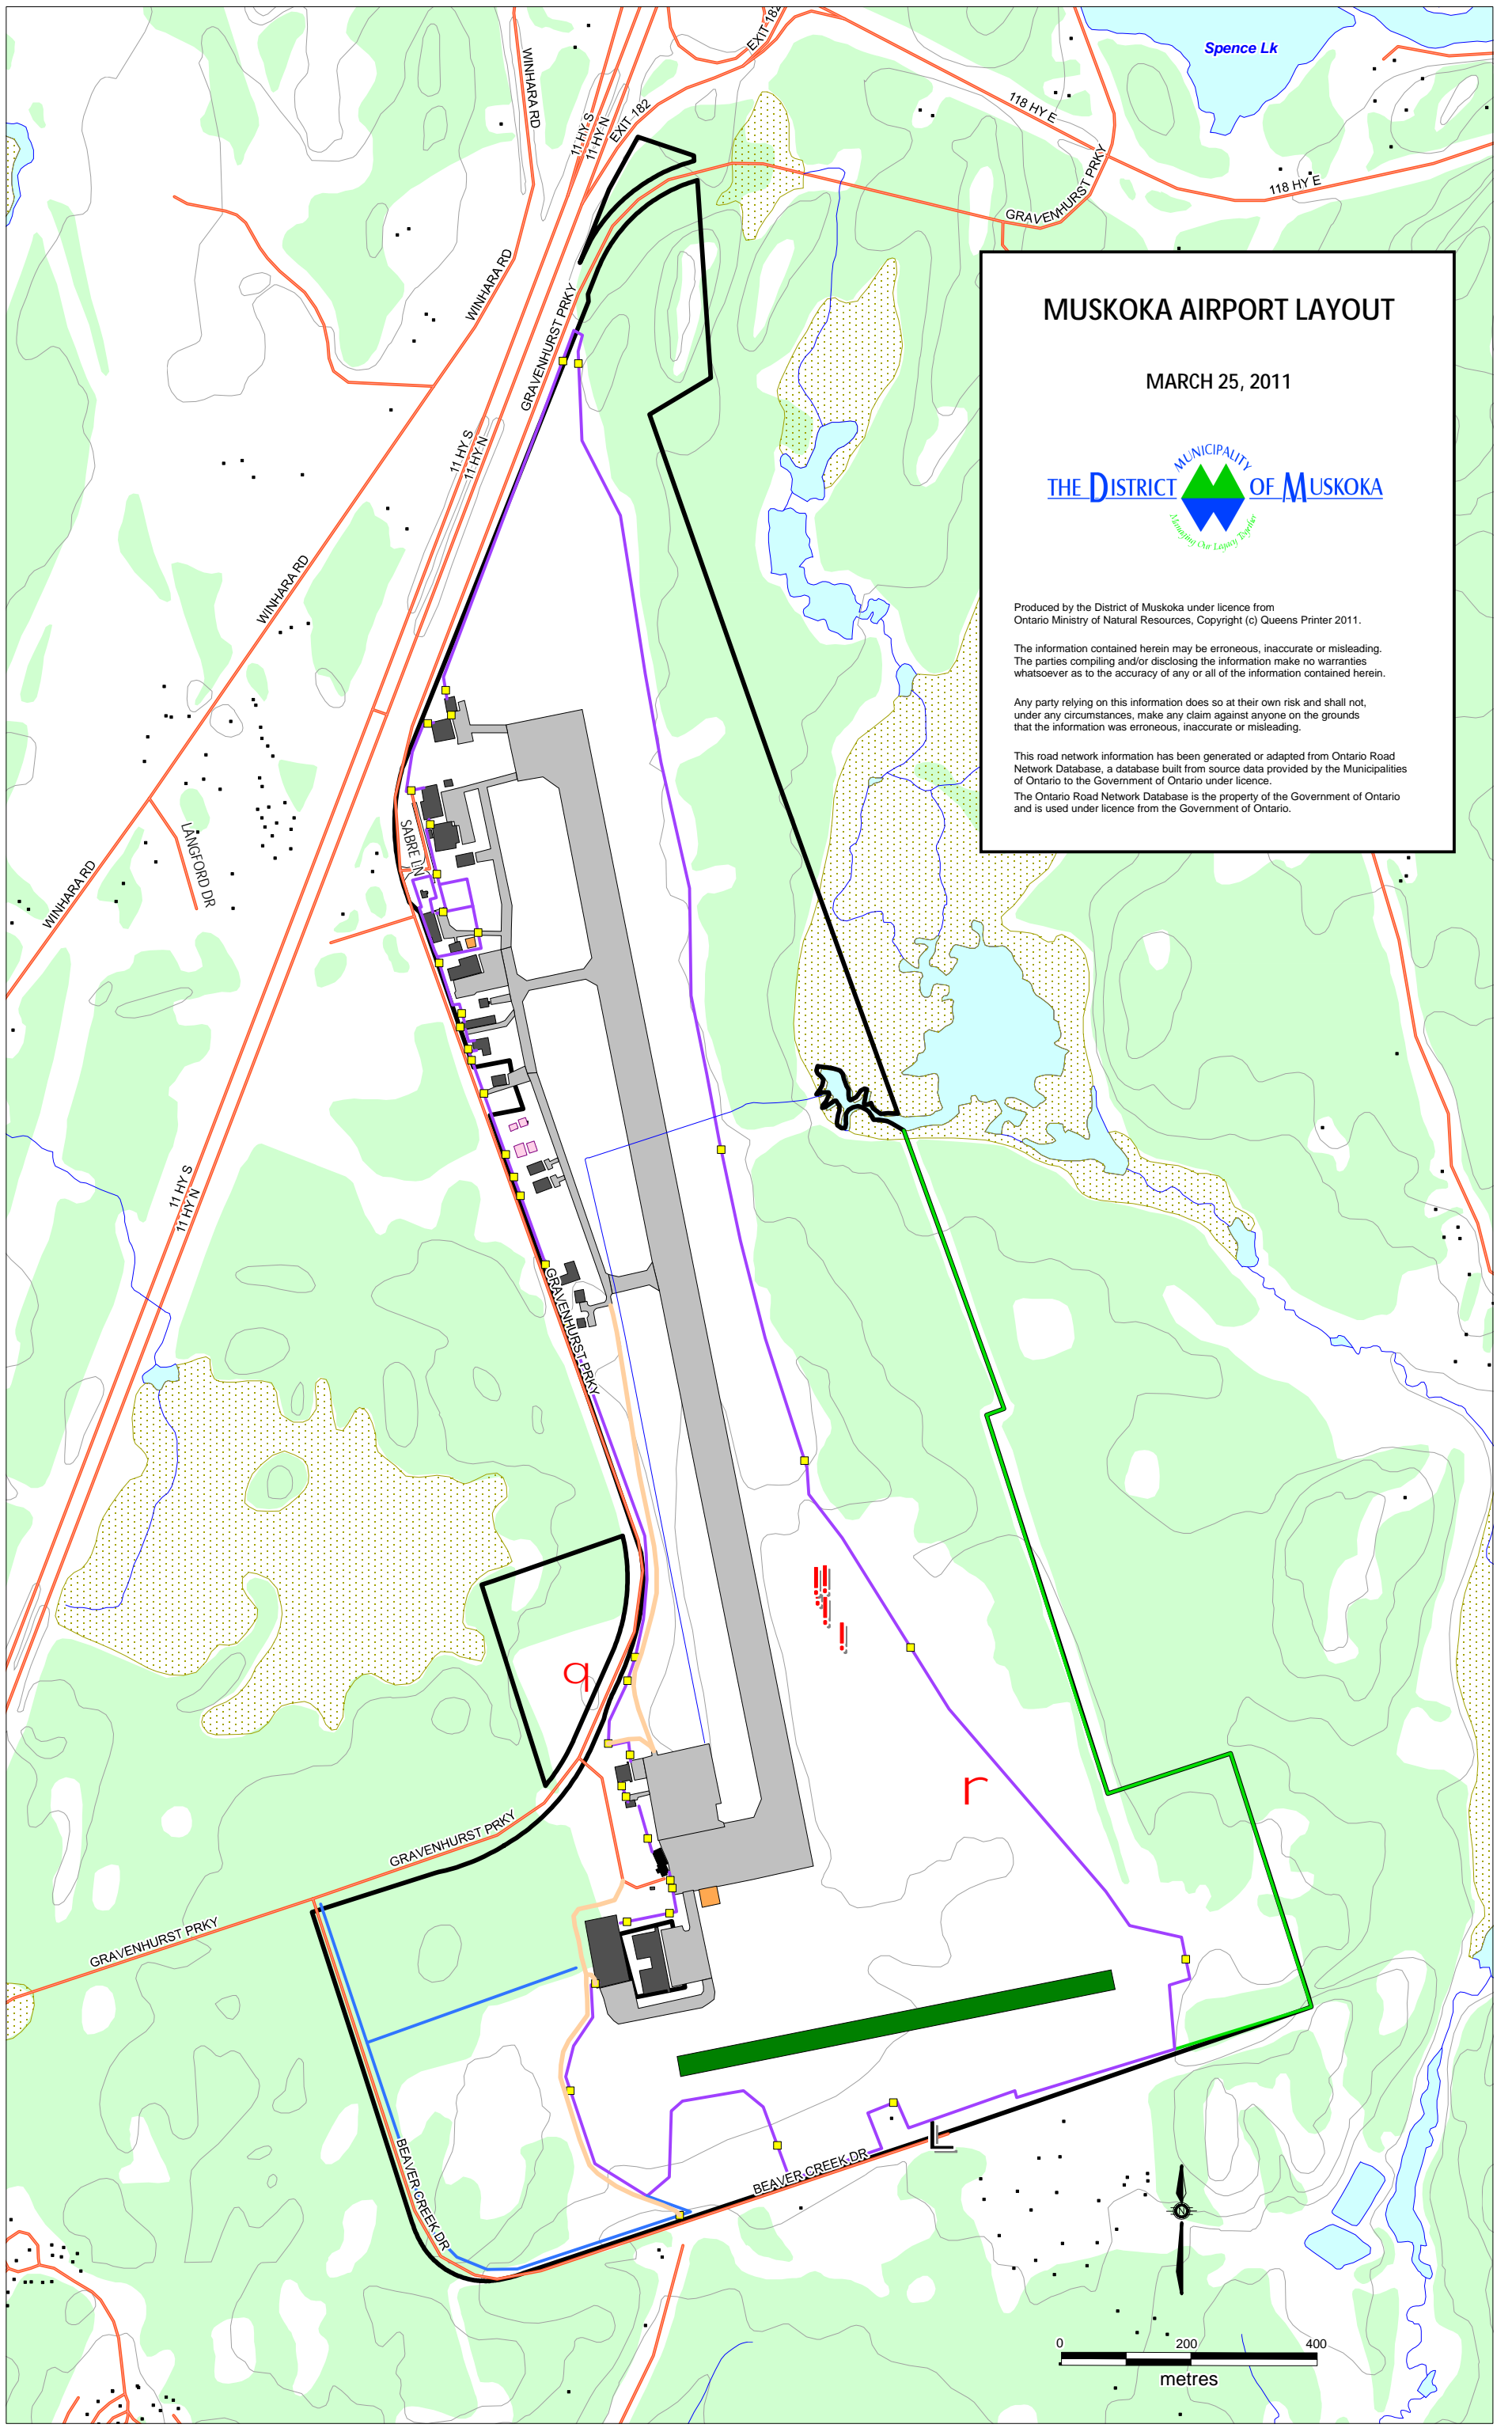 Spence Lk
EXIT 182
WINHARA RD
11 HY S
11 HY N
EXIT 182
118 HY E
GRAVENHURST PRKY
118 HY E
WINHARA RD
GRAVENHURST PRKY
MUSKOKA AIRPORT LAYOUT
MARCH 25, 2011
MUNICIPALITY
THE DISTRICT OF MUSKOKA
Managing Our Legacy Together
Produced by the District of Muskoka under licence from
Ontario Ministry of Natural Resources, Copyright (c) Queens Printer 2011.
The information contained herein may be erroneous, inaccurate or misleading.
The parties compiling and/or disclosing the information make no warranties
whatsoever as to the accuracy of any or all of the information contained herein.
Any party relying on this information does so at their own risk and shall not,
under any circumstances, make any claim against anyone on the grounds
that the information was erroneous, inaccurate or misleading.
This road network information has been generated or adapted from Ontario Road
Network Database, a database built from source data provided by the Municipalities
of Ontario to the Government of Ontario under licence.
The Ontario Road Network Database is the property of the Government of Ontario
and is used under licence from the Government of Ontario.
11 HY S
11 HY N
WINHARA RD
SABRE LN
LANGFORD DR
WINHARA RD
11 HY S
11 HY N
GRAVENHURST PRKY
! !
! !
!
q
r
GRAVENHURST PRKY
GRAVENHURST PRKY
BEAVER CREEK DR
BEAVER CREEK DR
L
N
0 200 400
metres